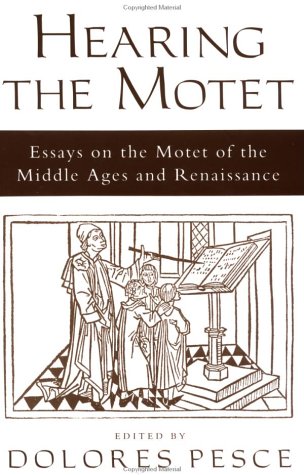 HEARING
THE MOTET
Essays on the Motet of the
Middle Ages and Renaissance
EDITED BY
DOLORES PESCE